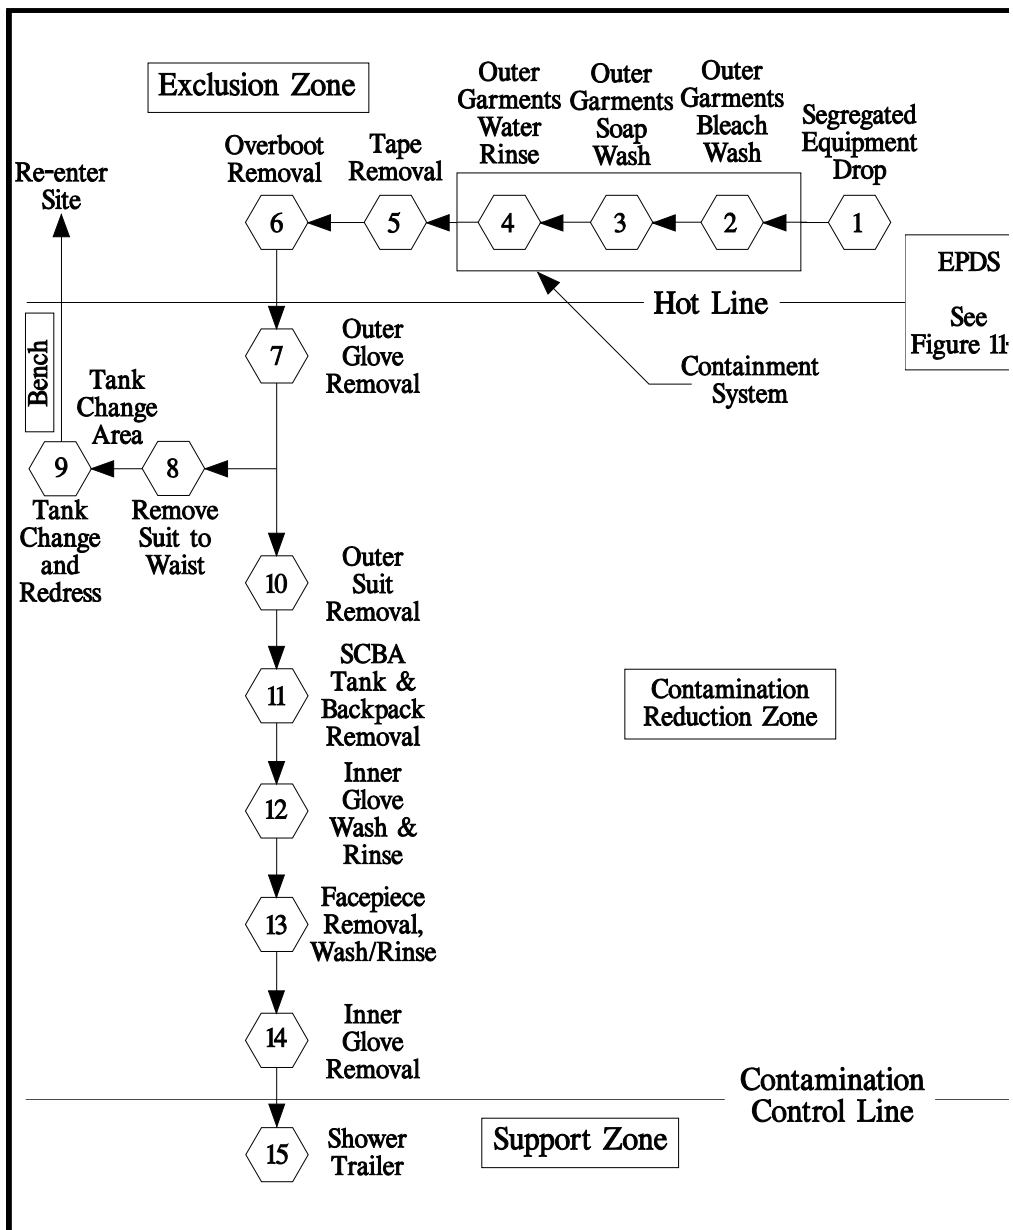 Exclusion Zone
Outer
Garments
Water
Rinse
Outer
Garments
Soap
Wash
Outer
Garments
Bleach
Wash
Segregated
Equipment
Drop
Overboot
Removal
Tape
Removal
Re-enter
Site
6
5
4
3
2
1
EPDS
See
Figure 11-
Hot Line
Containment
System
7
Outer
Glove
Removal
Bench
Tank
Change
Area
9
8
Tank
Change
and
Redress
Remove
Suit to
Waist
10
Outer
Suit
Removal
11
SCBA
Tank &
Backpack
Removal
Contamination
Reduction Zone
12
Inner
Glove
Wash &
Rinse
13
Facepiece
Removal,
Wash/Rinse
14
Inner
Glove
Removal
Contamination
Control Line
15
Shower
Trailer
Support Zone